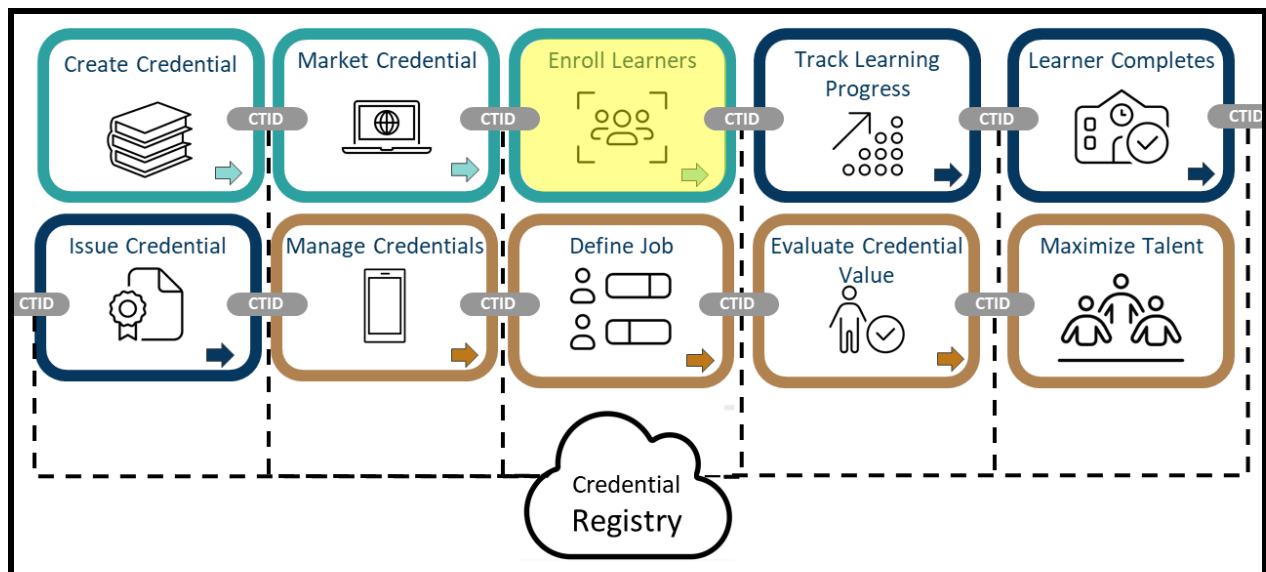 Create Credential
Market Credential
Enroll Learners
Track Learning
Progress
Learner Completes
CTID
CTID
CTID
CTID
CTID
Issue Credential
Manage Credentials
Define Job
Evaluate Credential
Value
Maximize Talent
CTID
CTID
CTID
CTID
CTID
Credential
Registry